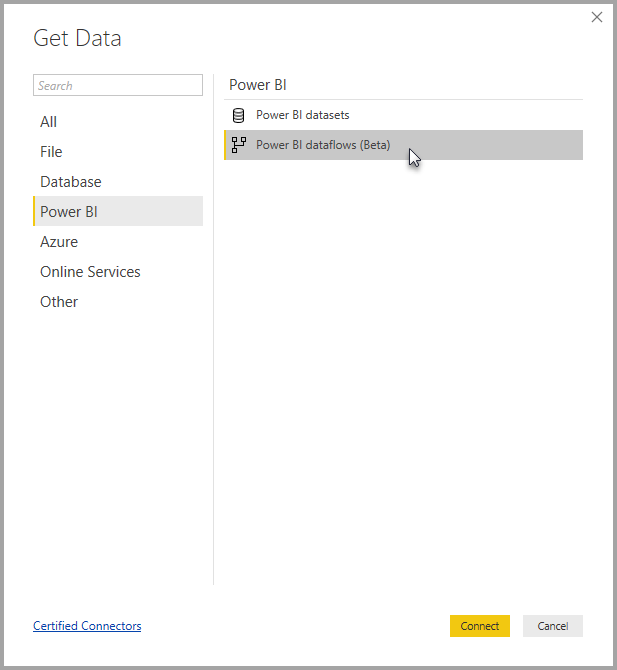 Get Data
Search
All
File
Database
Power BI
Azure
Online Services
Other
Power BI
Power BI datasets
Power BI dataflows (Beta)
Certified Connectors
Connect
Cancel